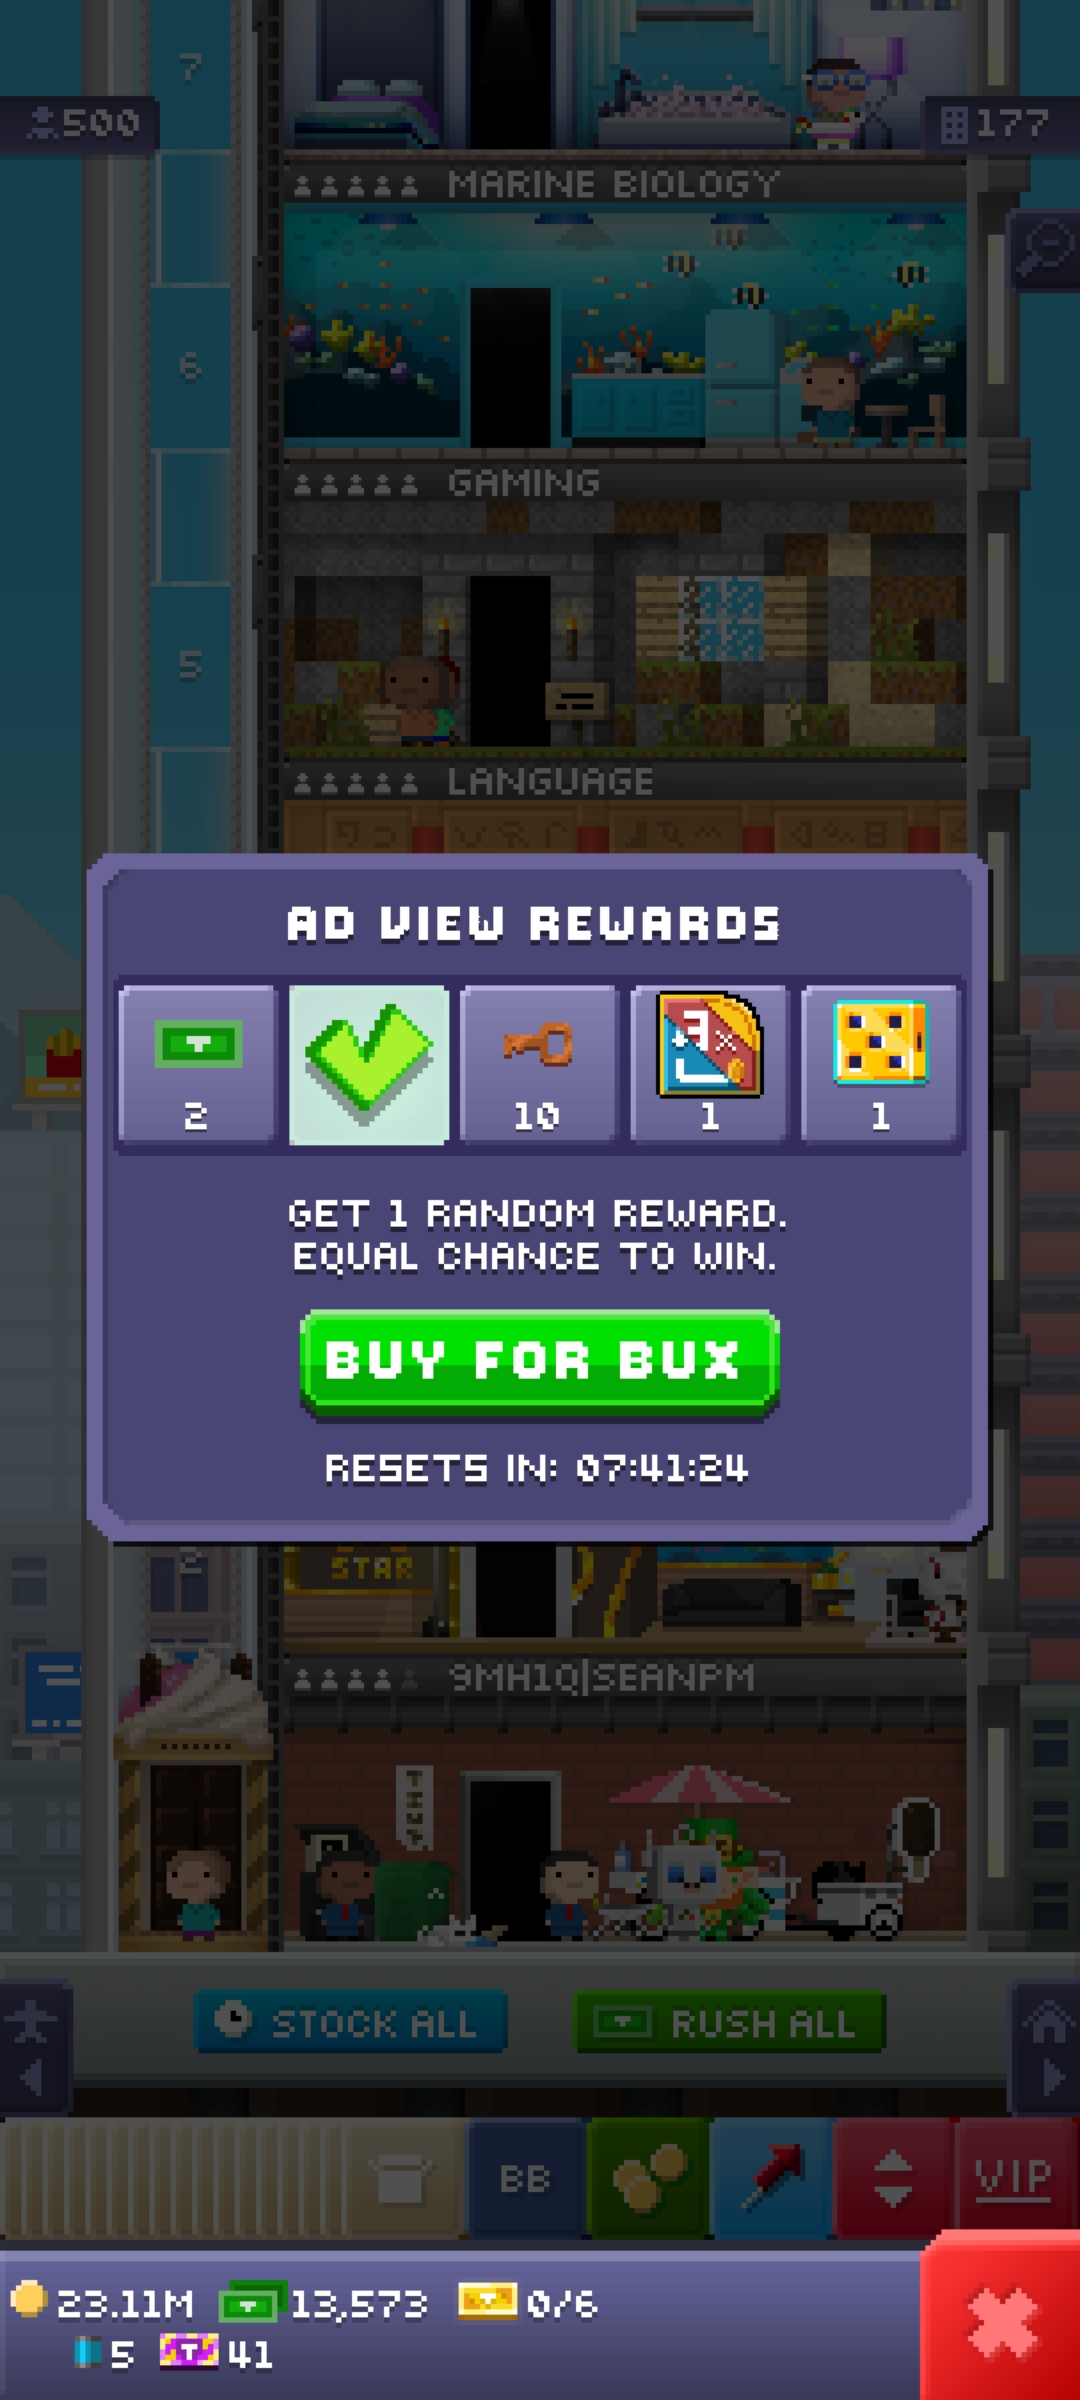 7
500
177
MARINE BIOLOGY
6
GAMING
5
LANGUAGE
AD VIEW REWARDS
2
10
1
1
GET 1 RANDOM REWARD.
EQUAL CHANCE TO WIN.
BUY FOR BUX
RESETS IN: 07:41:24
2
STAR
9MH1Q|SEANPM
TINY
STOCK ALL
RUSH ALL
BB
VIP
23.11M
13,573
0/6
5
41